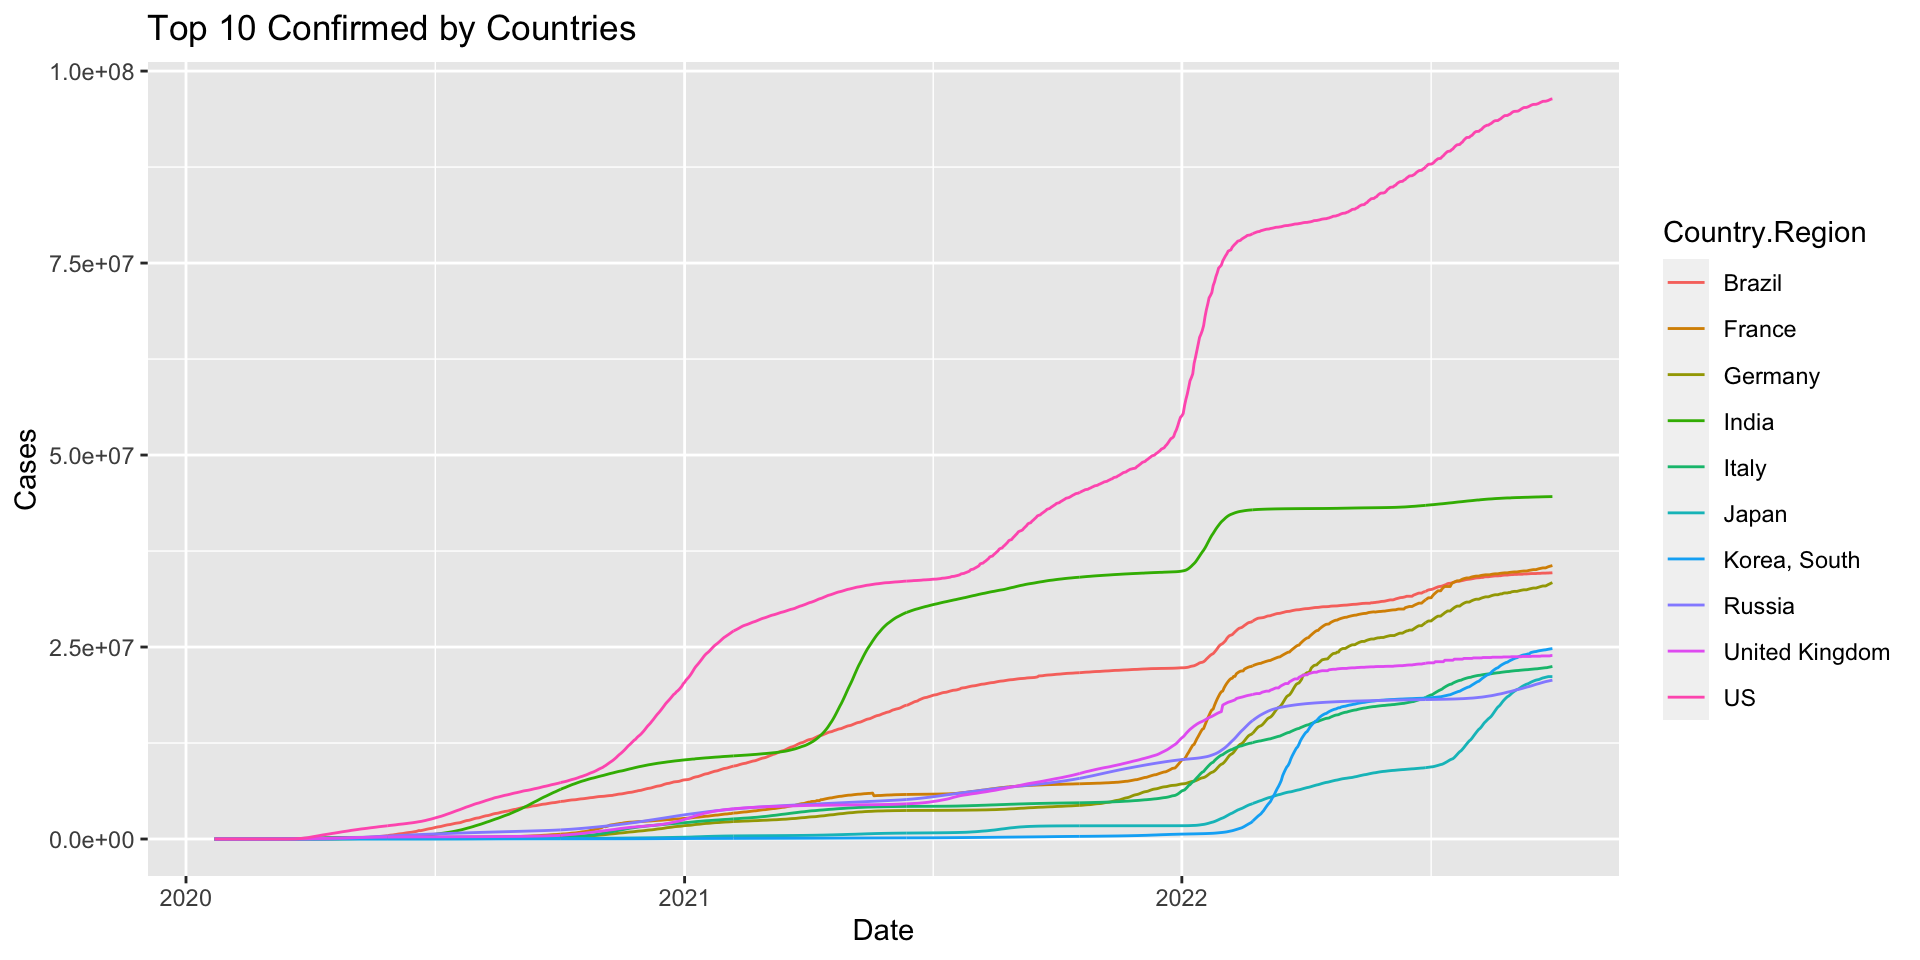 Top 10 Confirmed by Countries
1.0e+08
7.5e+07
5.0e+07
2.5e+07
0.0e+00
Cases
2020
2021
2022
Date
Country.Region
Brazil
France
Germany
India
Italy
Japan
Korea, South
Russia
United Kingdom
US